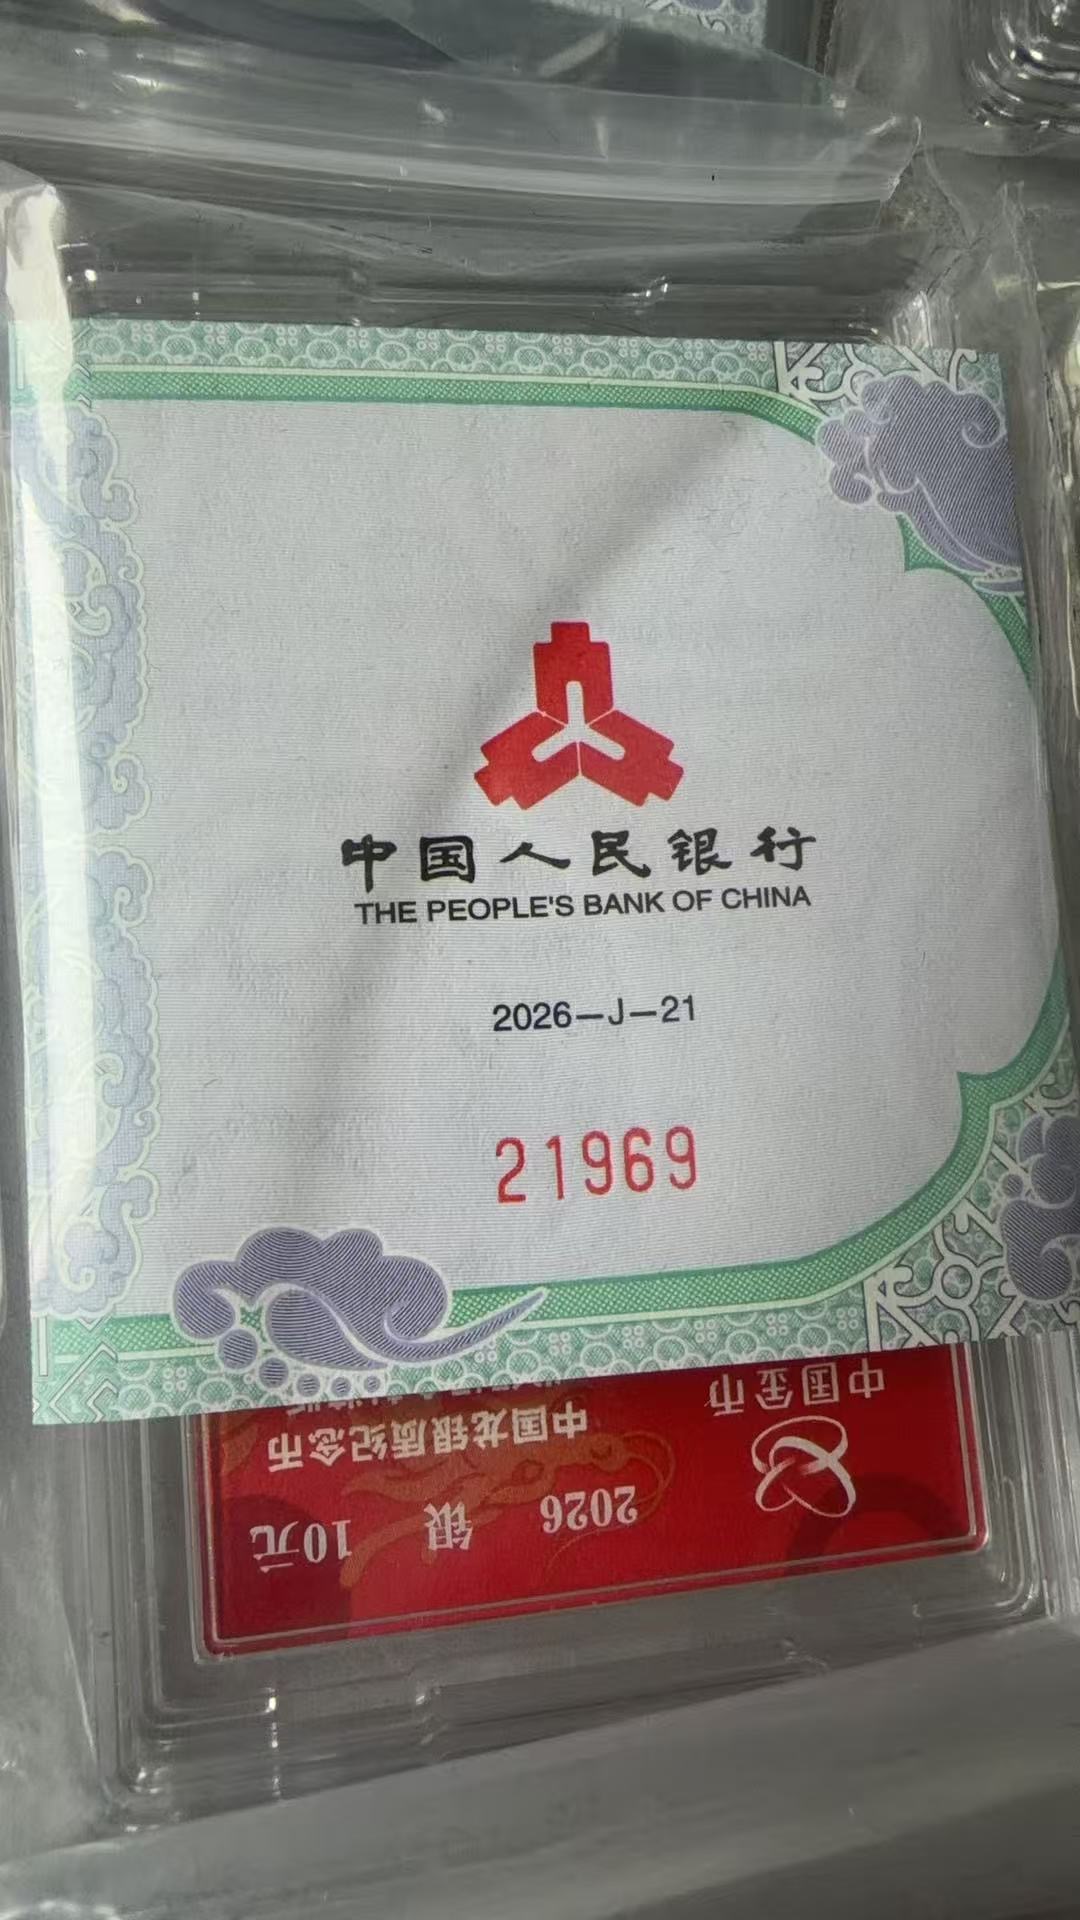 中国人民银行
THE PEOPLE'S BANK OF CHINA
2026—J—21
21969
10元 银 2026
中国龙银质纪念币
中国金币